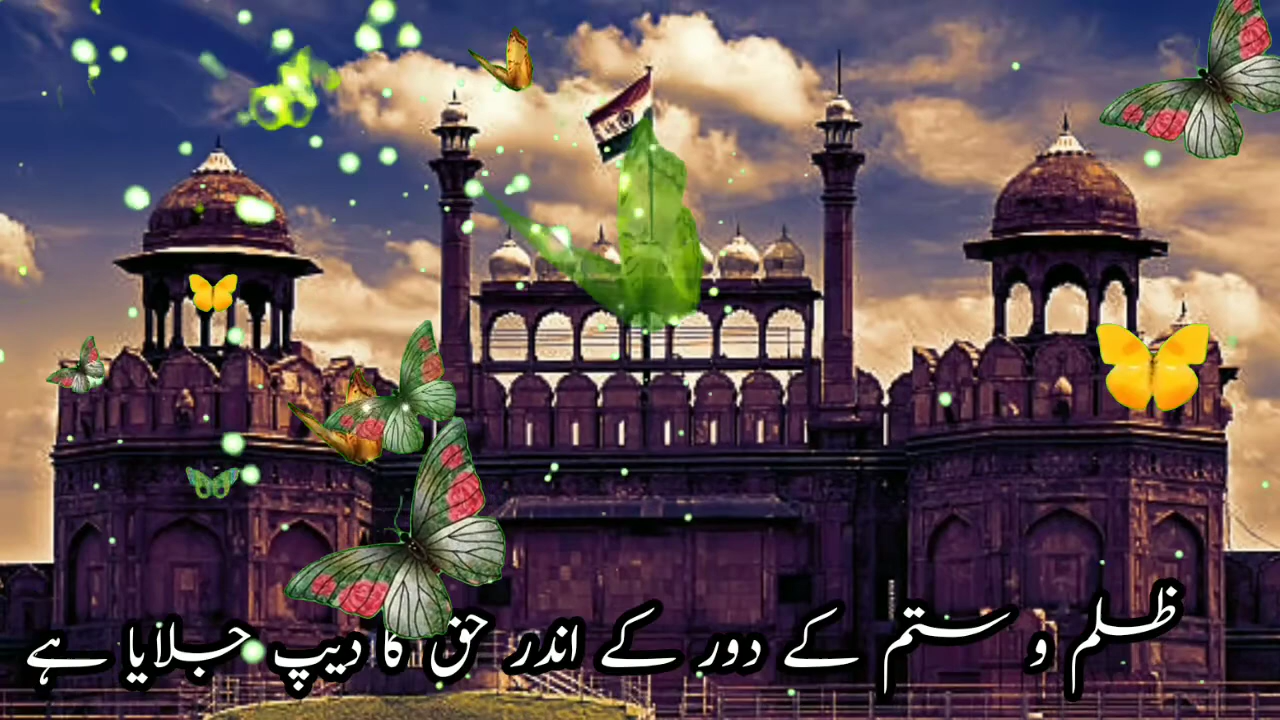 ظلم و ستم کے دور کے اندر حق کا دیپ جلایا ہے